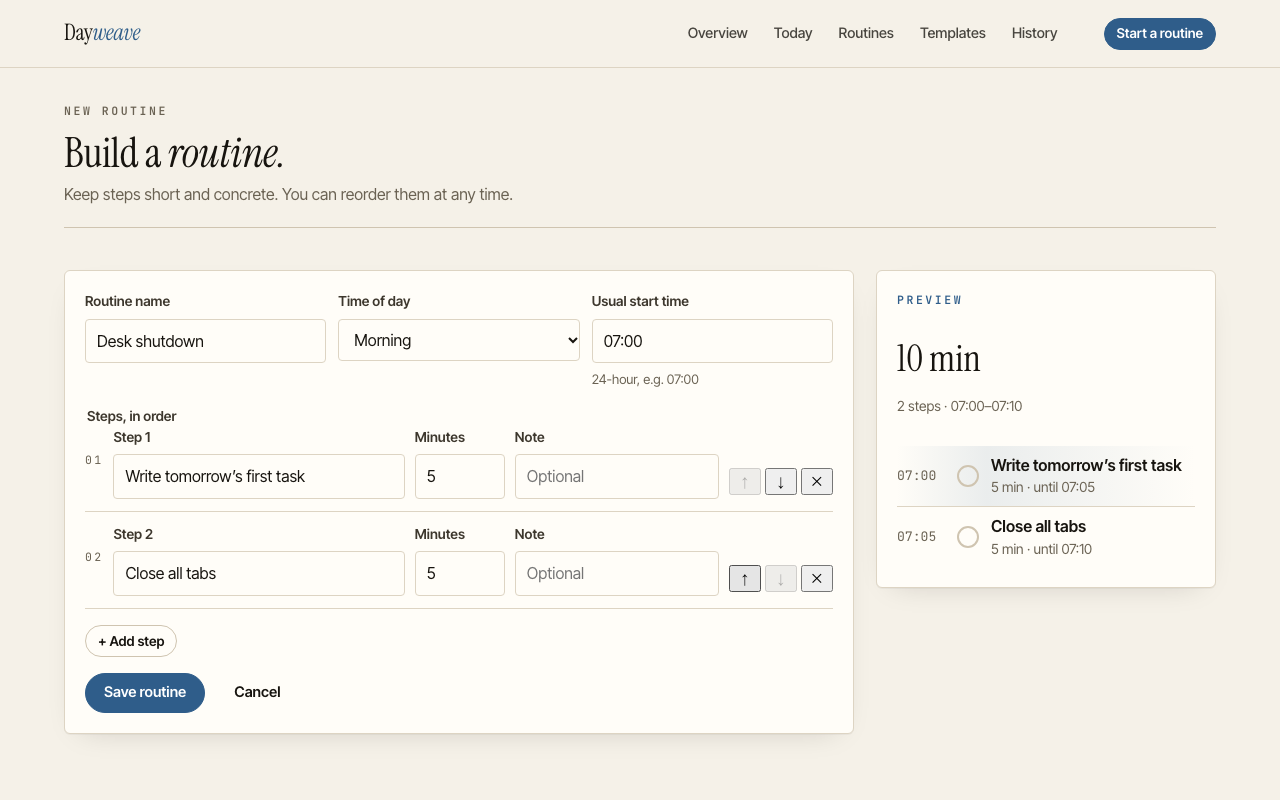 Dayweave
Overview Today Routines Templates History Start a routine
NEW ROUTINE
Build a routine.
Keep steps short and concrete. You can reorder them at any time.
Routine name Time of day Usual start time
Desk shutdown Morning 07:00
24-hour, e.g. 07:00
Steps, in order
Step 1 Minutes Note
01 Write tomorrow’s first task 5 Optional ↑ ↓ ×
Step 2 Minutes Note
02 Close all tabs 5 Optional ↑ ↓ ×
+ Add step
Save routine Cancel
PREVIEW
10 min
2 steps · 07:00–07:10
07:00 Write tomorrow’s first task
5 min · until 07:05
07:05 Close all tabs
5 min · until 07:10